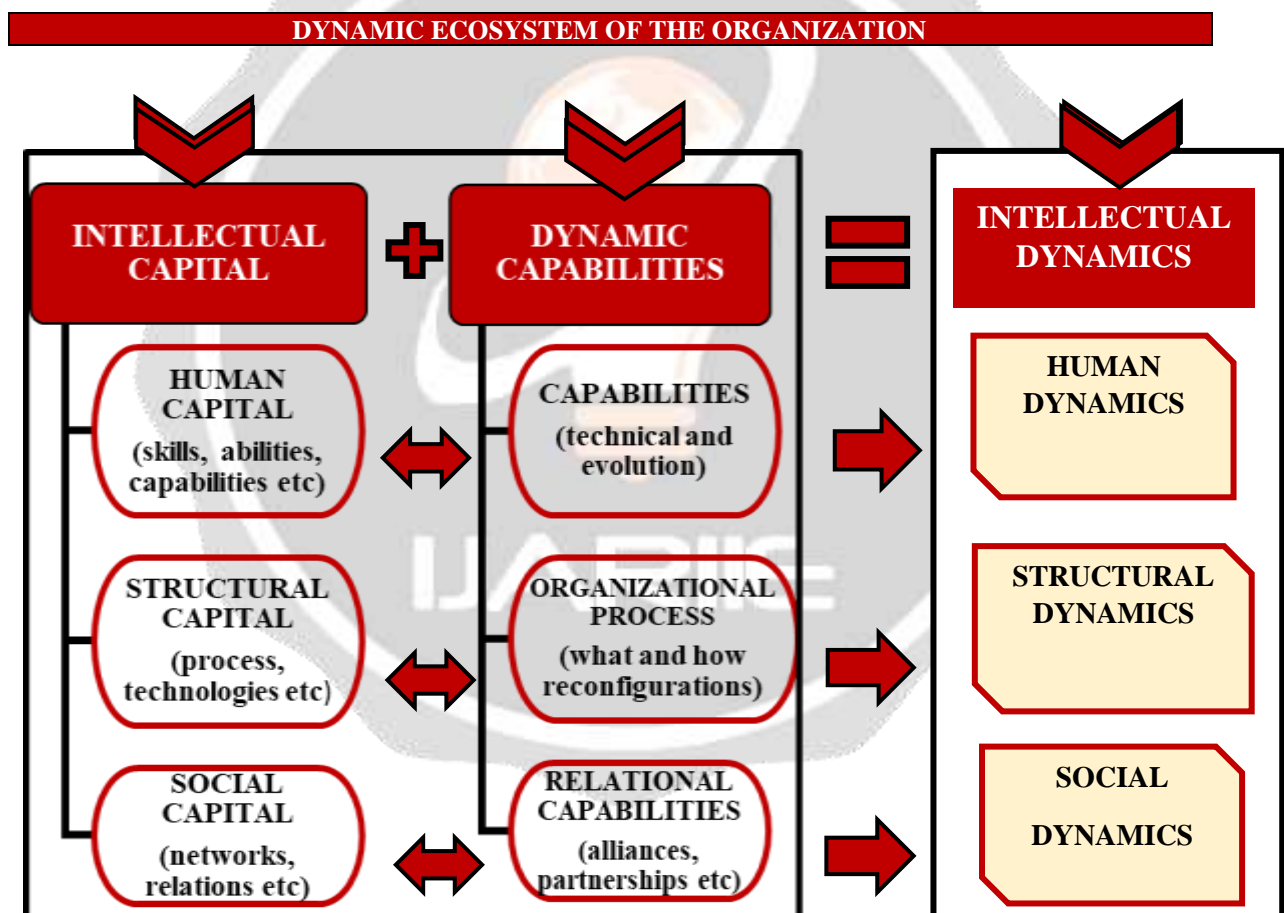 DYNAMIC ECOSYSTEM OF THE ORGANIZATION
INTELLECTUAL
CAPITAL
DYNAMIC
CAPABILITIES
INTELLECTUAL
DYNAMICS
HUMAN
CAPITAL
(skills, abilities,
capabilities etc)
CAPABILITIES
(technical and
evolution)
HUMAN
DYNAMICS
STRUCTURAL
CAPITAL
(process,
technologies etc)
ORGANIZATIONAL
PROCESS
(what and how
reconfigurations)
STRUCTURAL
DYNAMICS
SOCIAL
CAPITAL
(networks,
relations etc)
RELATIONAL
CAPABILITIES
(alliances,
partnerships etc)
SOCIAL
DYNAMICS
IJARIIE